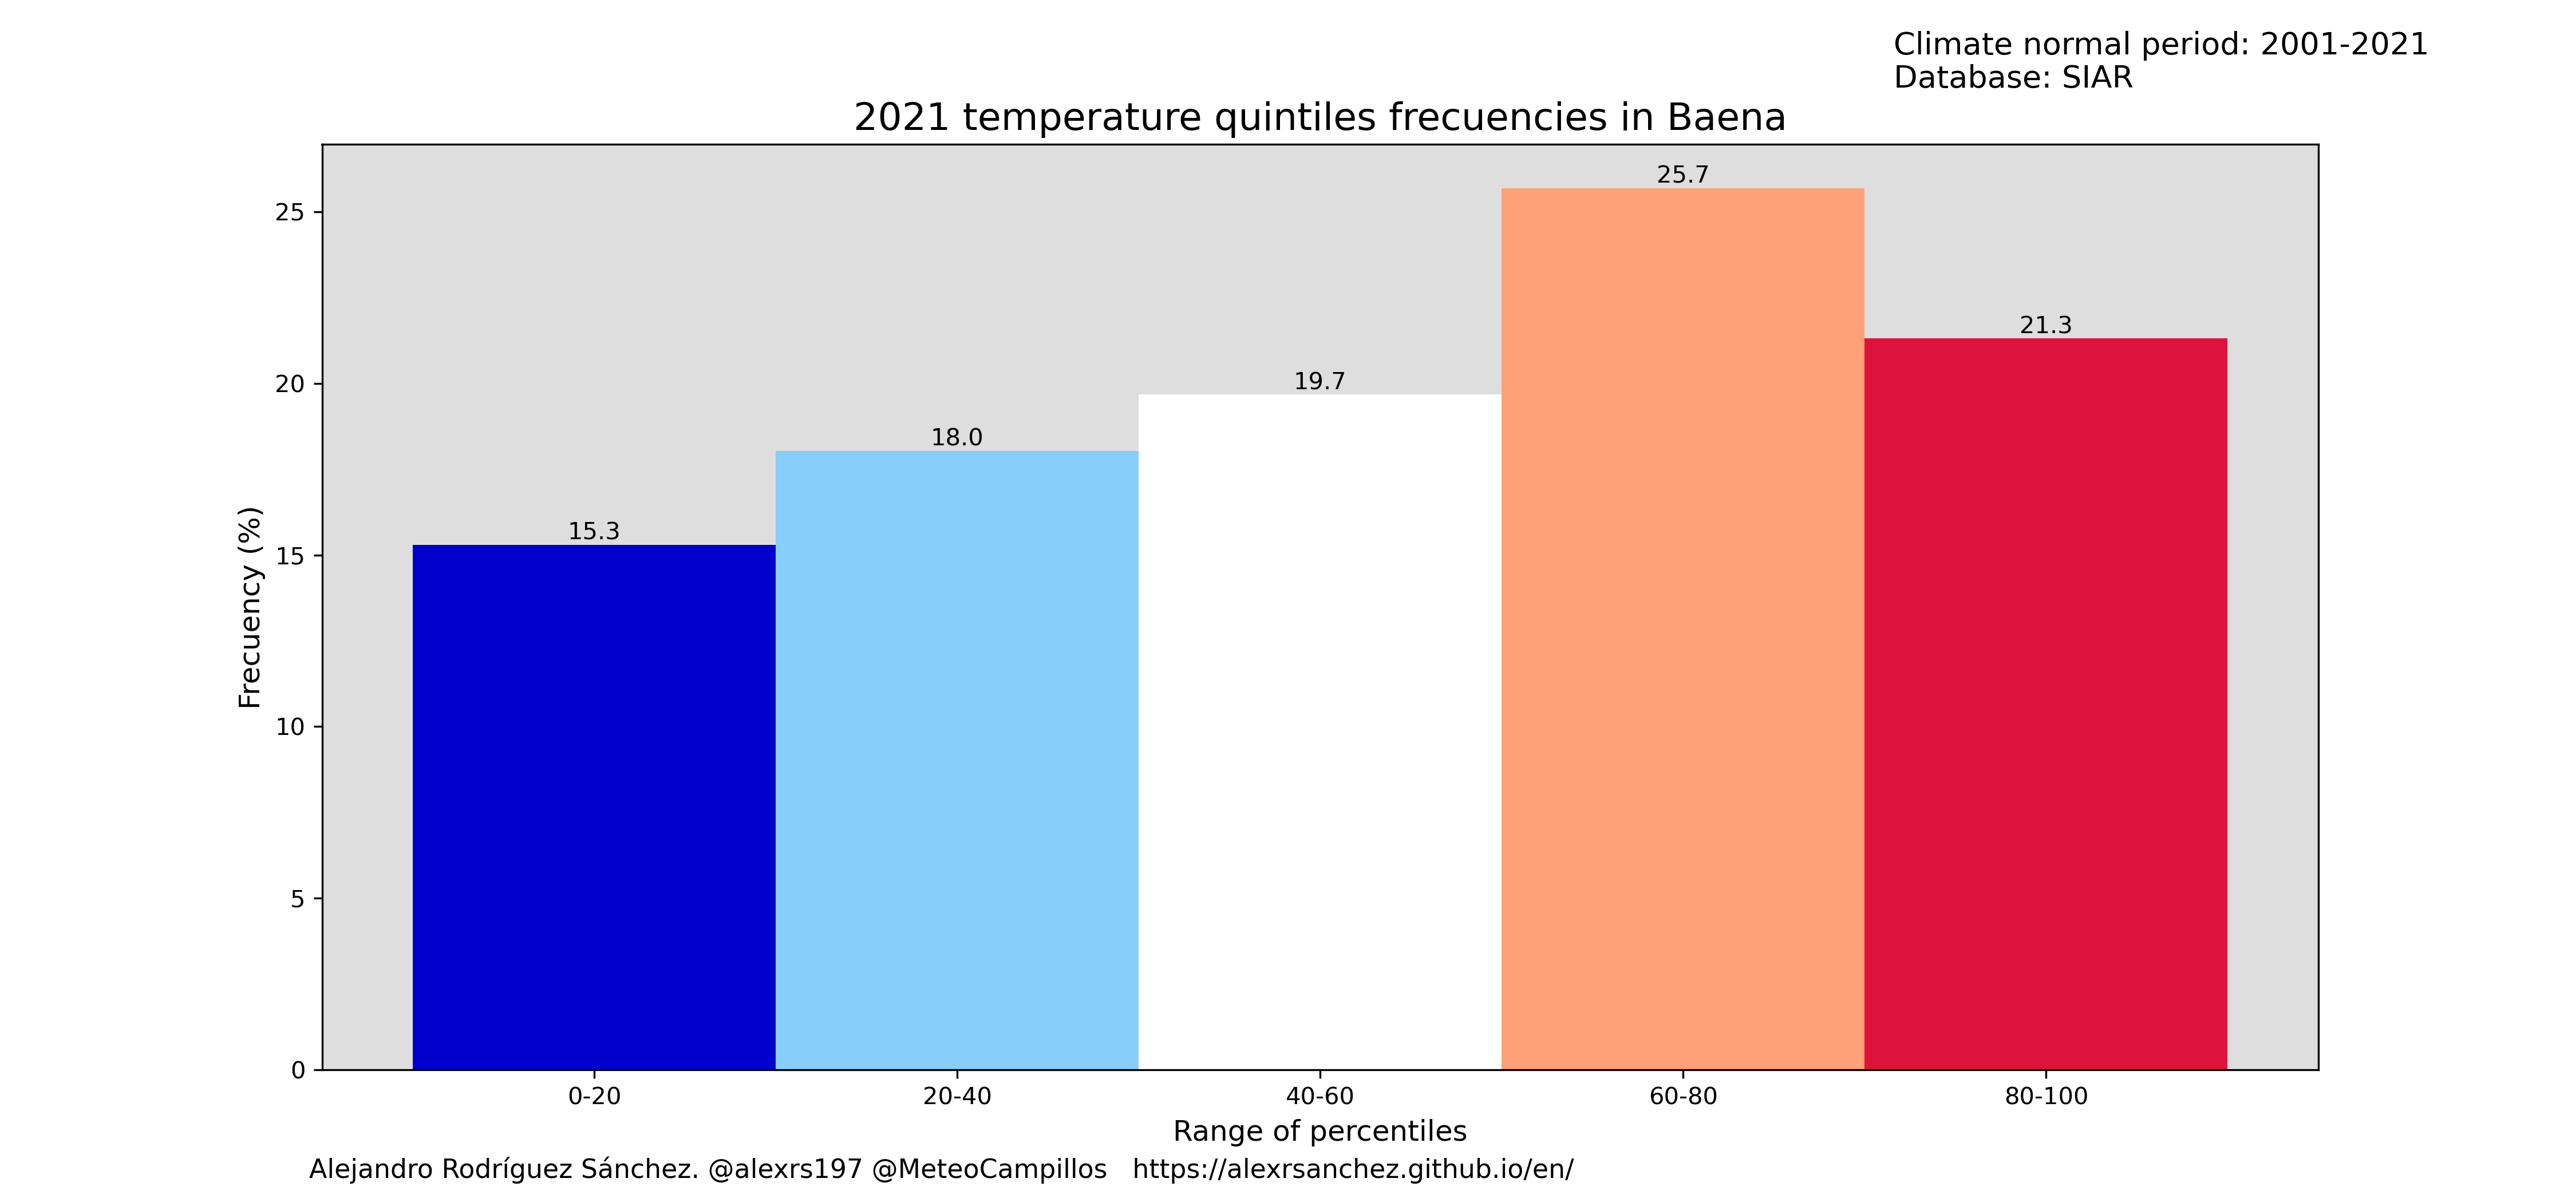 Climate normal period: 2001-2021
Database: SIAR
2021 temperature quintiles frecuencies in Baena
Frecuency (%)
25
20
15
10
5
0
15.3
18.0
19.7
25.7
21.3
0-20
20-40
40-60
60-80
80-100
Range of percentiles
Alejandro Rodríguez Sánchez. @alexrs197 @MeteoCampillos https://alexrsanchez.github.io/en/